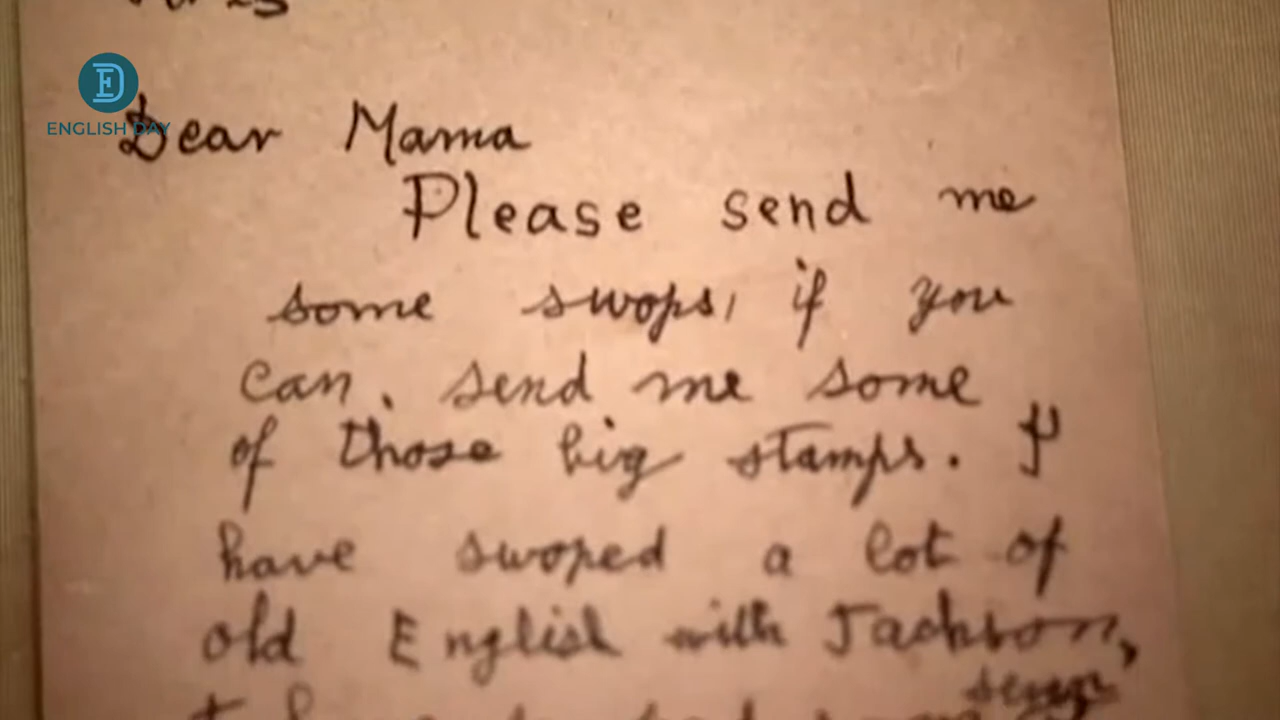 ENGLISH DAY
Dear Mama
Please send me
some swops, if you
can. send me some
of those big stamps. I
have swoped a lot of
old English with Jackson,